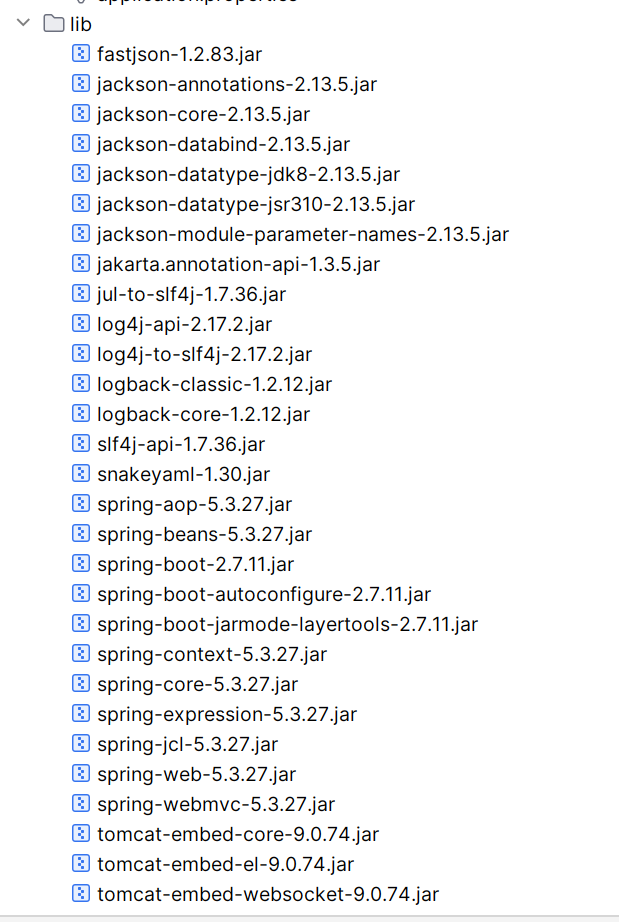 lib
fastjson-1.2.83.jar
jackson-annotations-2.13.5.jar
jackson-core-2.13.5.jar
jackson-databind-2.13.5.jar
jackson-datatype-jdk8-2.13.5.jar
jackson-datatype-jsr310-2.13.5.jar
jackson-module-parameter-names-2.13.5.jar
jakarta.annotation-api-1.3.5.jar
jul-to-slf4j-1.7.36.jar
log4j-api-2.17.2.jar
log4j-to-slf4j-2.17.2.jar
logback-classic-1.2.12.jar
logback-core-1.2.12.jar
slf4j-api-1.7.36.jar
snakeyaml-1.30.jar
spring-aop-5.3.27.jar
spring-beans-5.3.27.jar
spring-boot-2.7.11.jar
spring-boot-autoconfigure-2.7.11.jar
spring-boot-jarmode-layertools-2.7.11.jar
spring-context-5.3.27.jar
spring-core-5.3.27.jar
spring-expression-5.3.27.jar
spring-jcl-5.3.27.jar
spring-web-5.3.27.jar
spring-webmvc-5.3.27.jar
tomcat-embed-core-9.0.74.jar
tomcat-embed-el-9.0.74.jar
tomcat-embed-websocket-9.0.74.jar